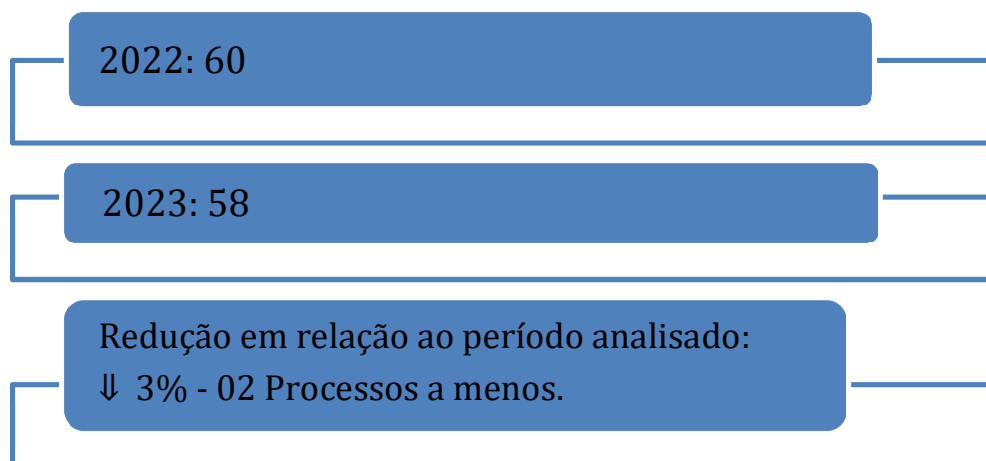 2022: 60
2023: 58
Redução em relação ao período analisado:
⇓ 3% - 02 Processos a menos.